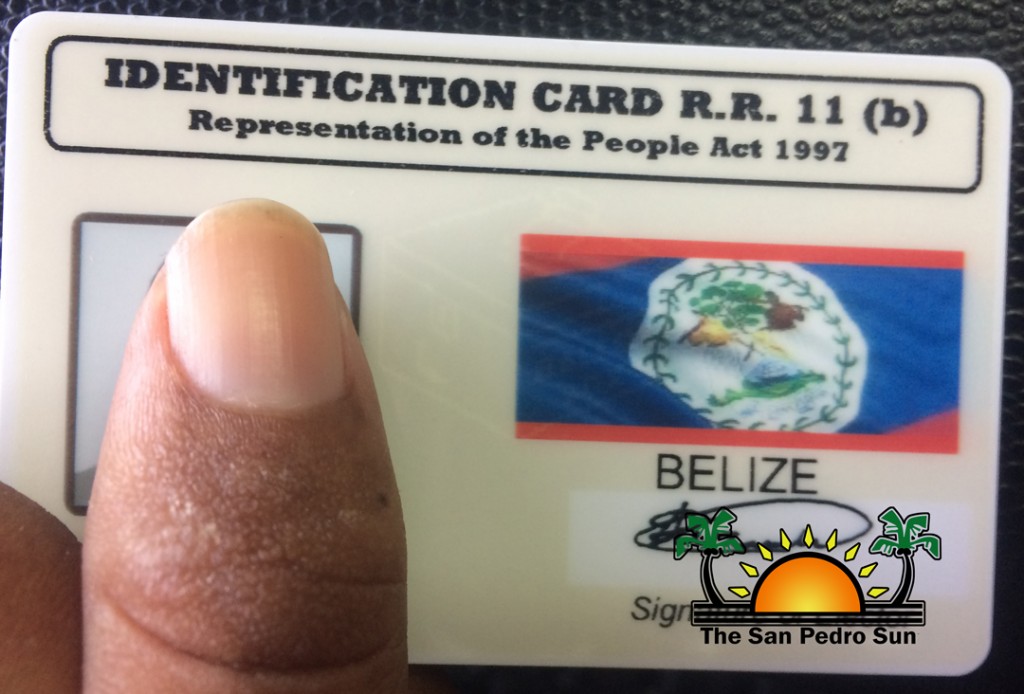 IDENTIFICATION CARD R.R. 11 (b)
Representation of the People Act 1997
BELIZE
The San Pedro Sun